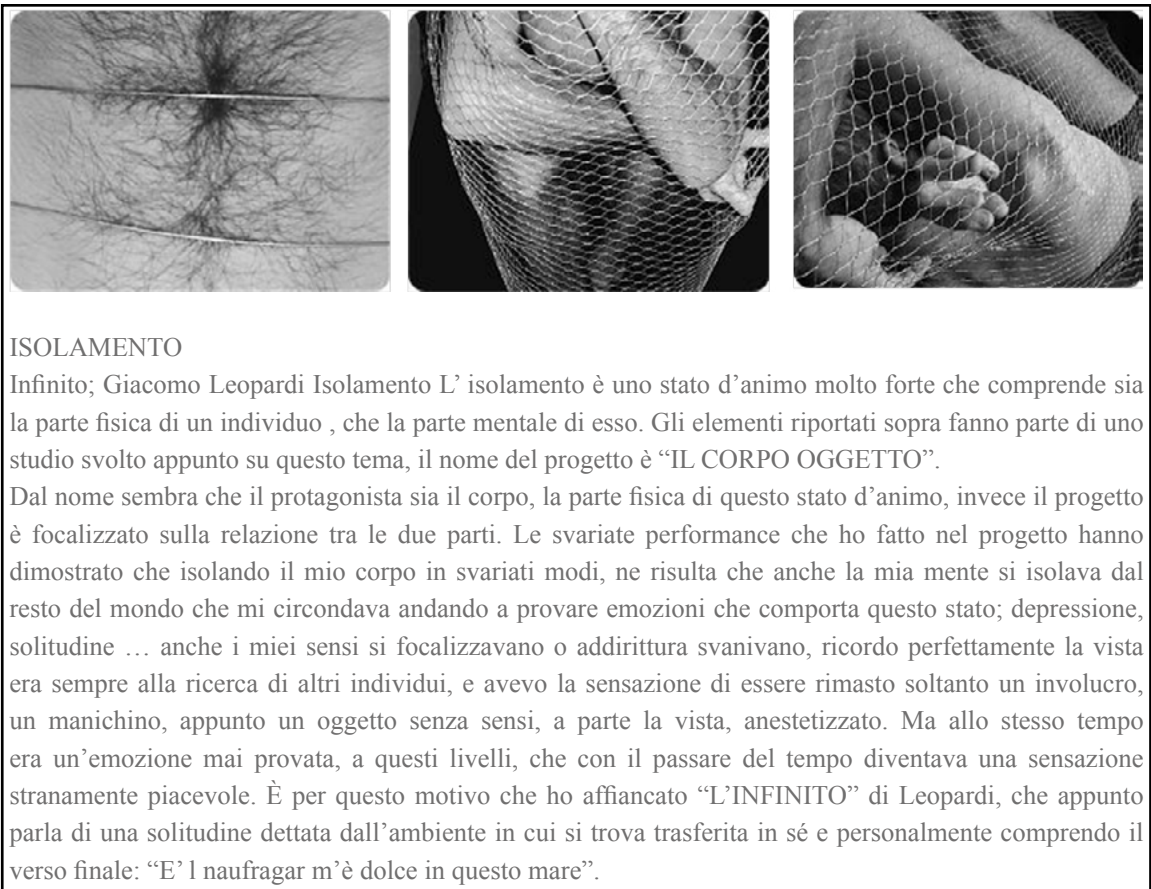 ISOLAMENTO
Infinito; Giacomo Leopardi Isolamento L’ isolamento è uno stato d’animo molto forte che comprende sia
la parte fisica di un individuo , che la parte mentale di esso. Gli elementi riportati sopra fanno parte di uno
studio svolto appunto su questo tema, il nome del progetto è “IL CORPO OGGETTO”.
Dal nome sembra che il protagonista sia il corpo, la parte fisica di questo stato d’animo, invece il progetto
è focalizzato sulla relazione tra le due parti. Le svariate performance che ho fatto nel progetto hanno
dimostrato che isolando il mio corpo in svariati modi, ne risulta che anche la mia mente si isolava dal
resto del mondo che mi circondava andando a provare emozioni che comporta questo stato; depressione,
solitudine … anche i miei sensi si focalizzavano o addirittura svanivano, ricordo perfettamente la vista
era sempre alla ricerca di altri individui, e avevo la sensazione di essere rimasto soltanto un involucro,
un manichino, appunto un oggetto senza sensi, a parte la vista, anestetizzato. Ma allo stesso tempo
era un’emozione mai provata, a questi livelli, che con il passare del tempo diventava una sensazione
stranamente piacevole. È per questo motivo che ho affiancato “L’INFINITO” di Leopardi, che appunto
parla di una solitudine dettata dall’ambiente in cui si trova trasferita in sé e personalmente comprendo il
verso finale: “E’ l naufragar m’è dolce in questo mare”.